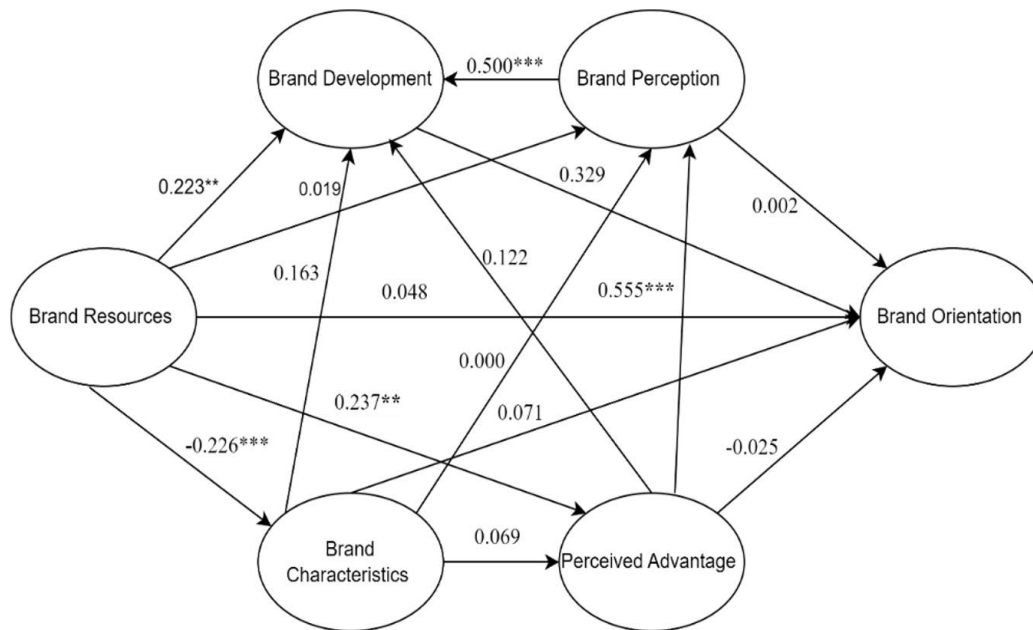 0.500***
Brand Development
Brand Perception
0.223**
0.019
0.329
0.002
0.163
0.122
Brand Resources
0.048
0.555***
Brand Orientation
0.000
0.237**
0.071
-0.226***
-0.025
Brand
Characteristics
0.069
Perceived Advantage